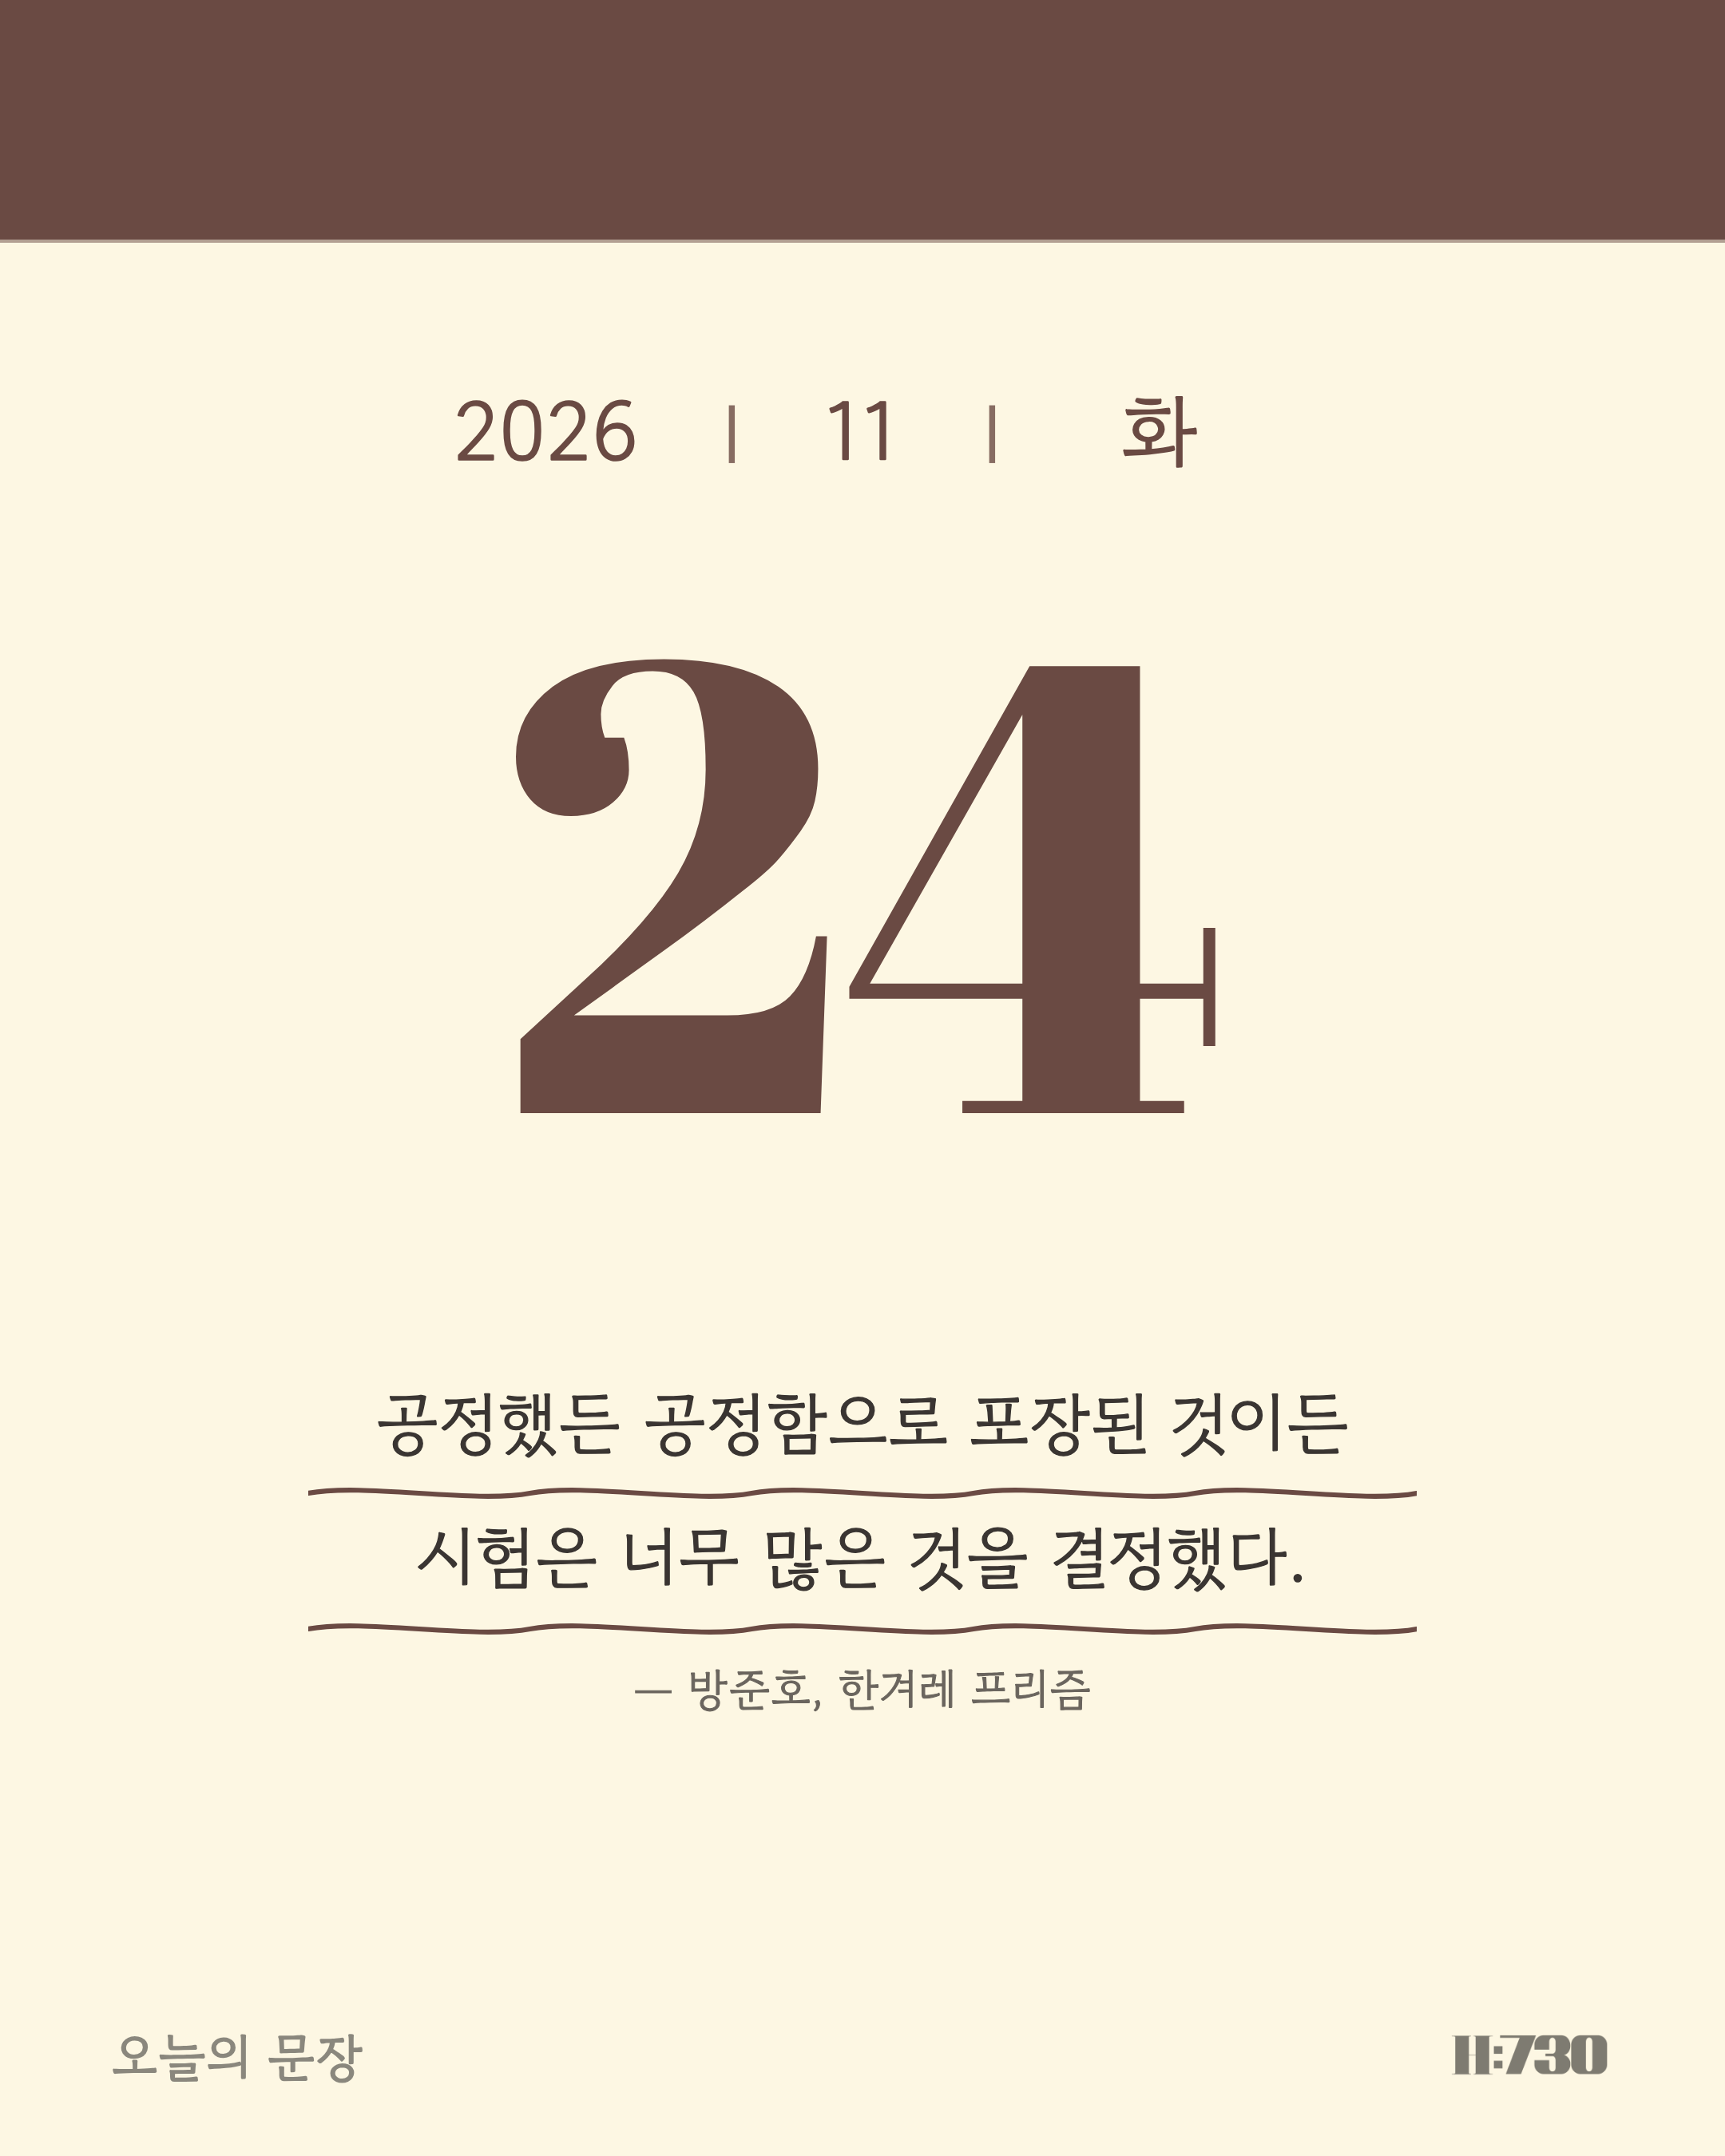 2026 | 11 | 화
24
공정했든 공정함으로 포장된 것이든
시험은 너무 많은 것을 결정했다.
— 방준호, 한겨레 프리즘
오늘의 문장
H:730